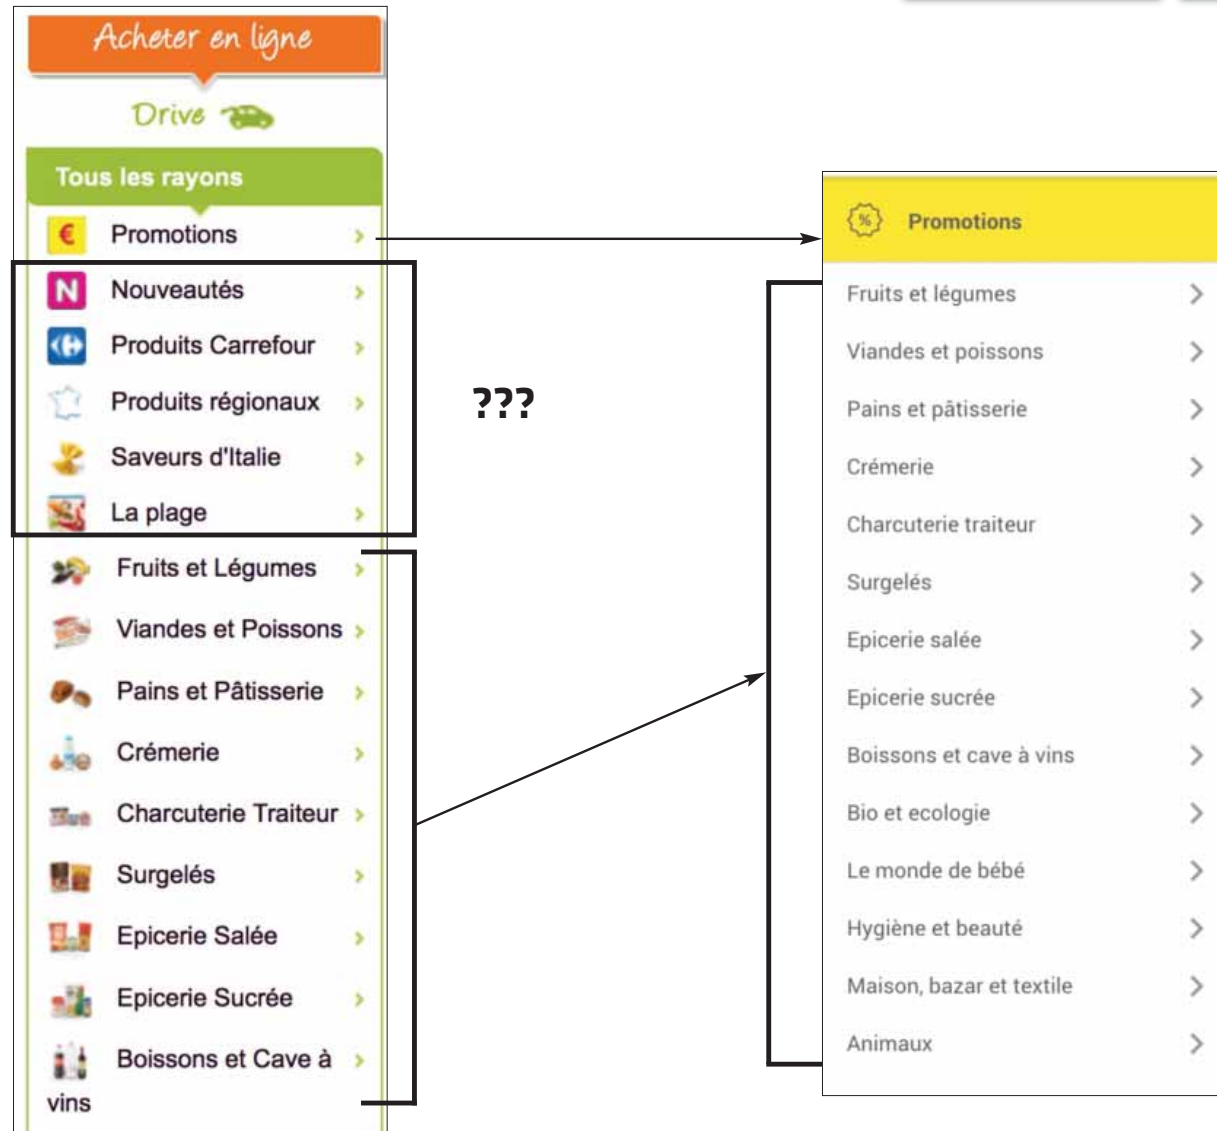 Acheter en ligne
Drive
Tous les rayons
€ Promotions
N Nouveautés
Produits Carrefour
Produits régionaux
Saveurs d'Italie
La plage
Fruits et Légumes
Viandes et Poissons
Pains et Pâtisserie
Crémerie
Charcuterie Traiteur
Surgelés
Epicerie Salée
Epicerie Sucrée
Boissons et Cave à
vins
???
% Promotions
Fruits et légumes
Viandes et poissons
Pains et pâtisserie
Crémerie
Charcuterie traiteur
Surgelés
Epicerie salée
Epicerie sucrée
Boissons et cave à vins
Bio et ecologie
Le monde de bébé
Hygiène et beauté
Maison, bazar et textile
Animaux